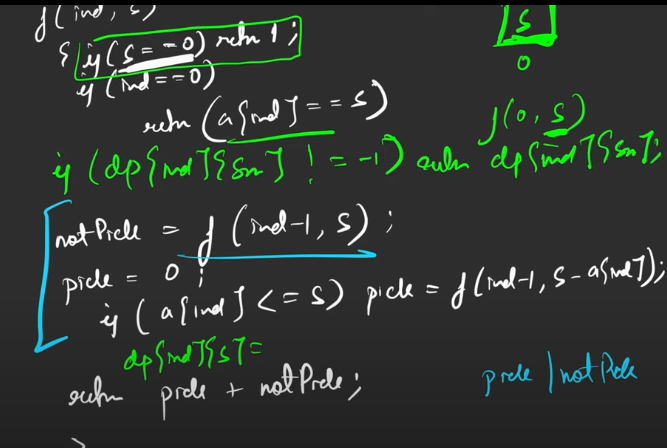 f(ind, s)
{ if(s==0) return 1;
if (ind==0)
return (a[ind]==s)
if (dp[ind][sum] != -1) return dp[ind][sum];
notPick = f(ind-1, s);
pick = 0;
if (a[ind] <= s) pick = f(ind-1, s-a[ind]);
dp[ind][s]=
return pick + notPick;
}
s
0
f(0, s)
pick | notPick